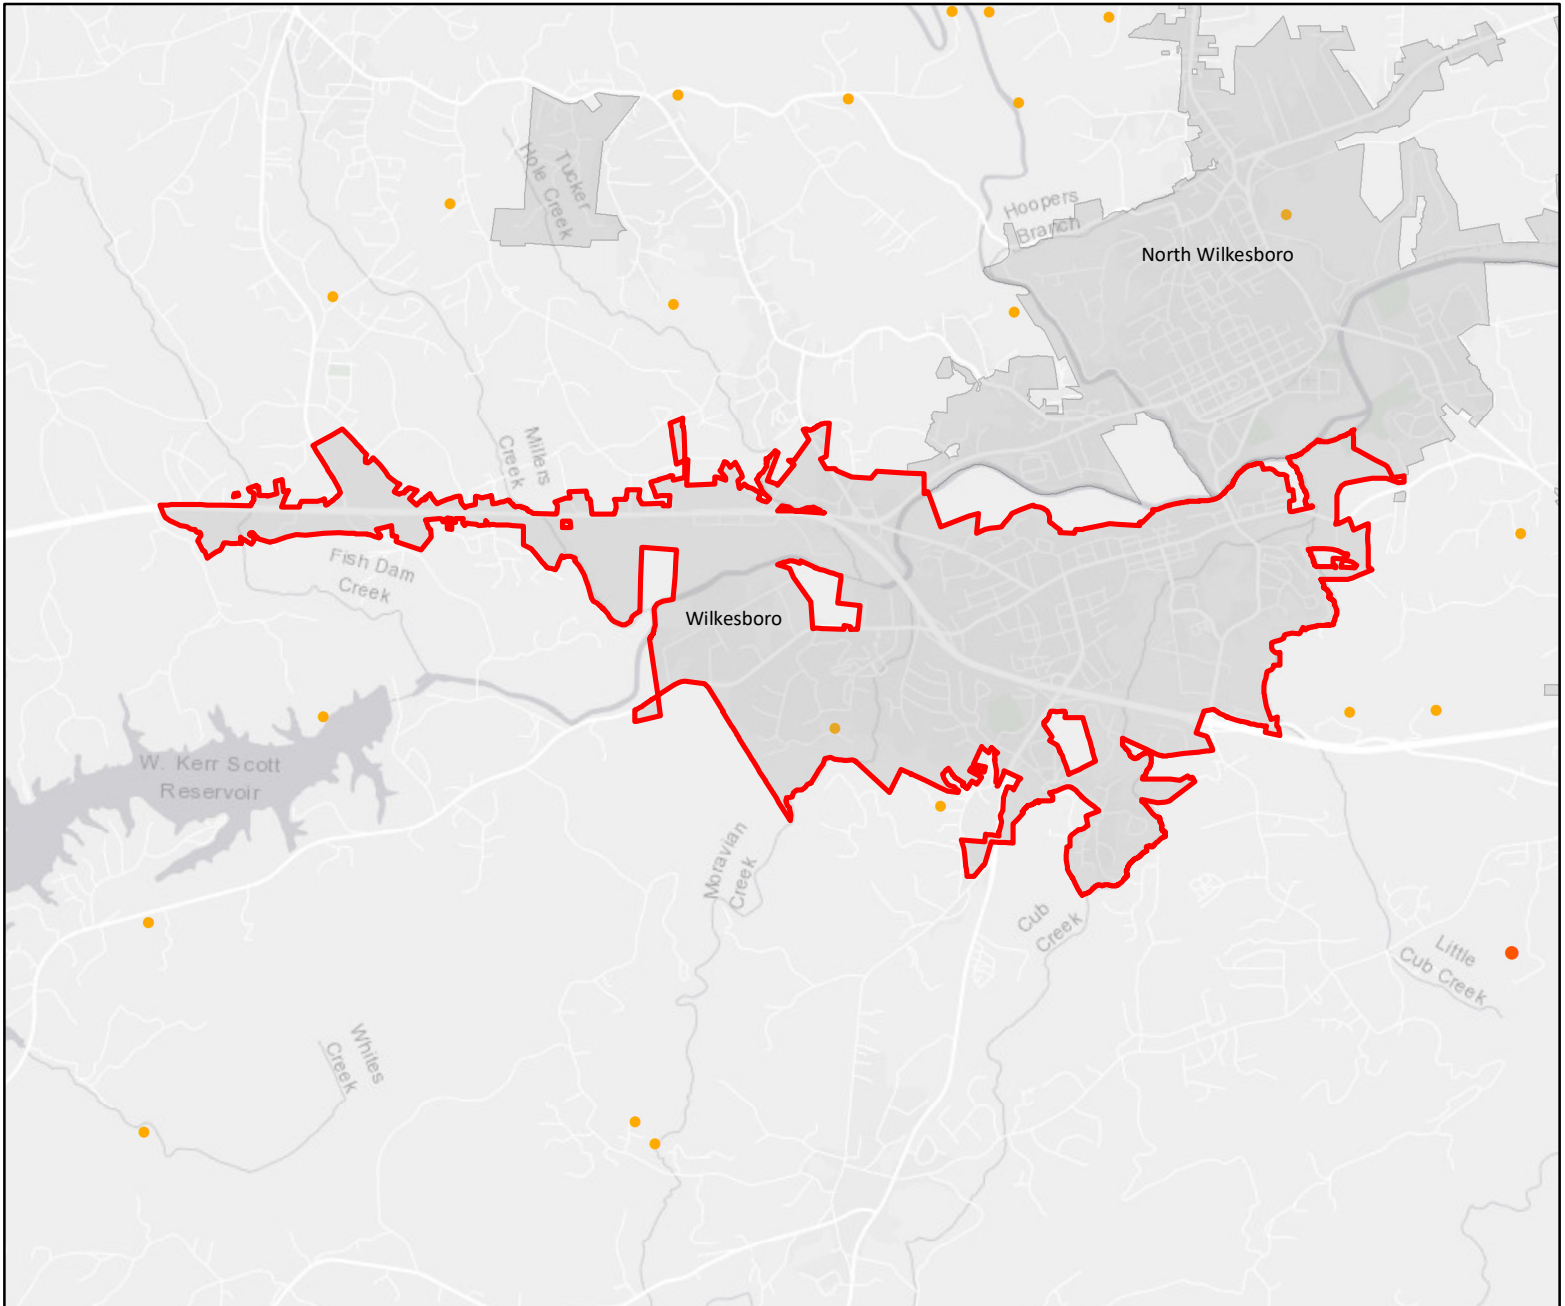 Tucker
Hole Creek
Hoopers
Branch
North Wilkesboro
Millers
Creek
Fish Dam
Creek
Wilkesboro
W. Kerr Scott
Reservoir
Moravian
Creek
Cub
Creek
Little
Cub Creek
Whites
Creek